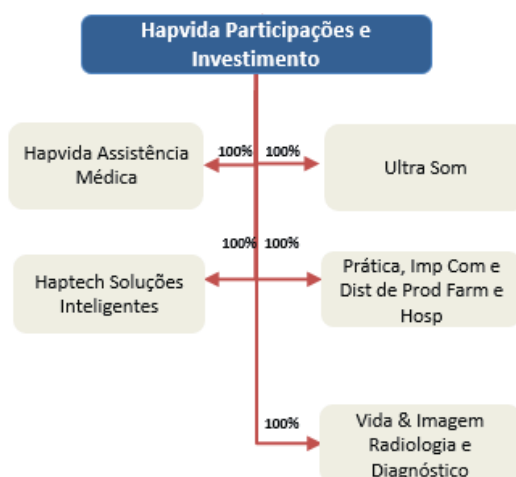 Hapvida Participações e
Investimento
100%
100%
Hapvida Assistência
Médica
Ultra Som
100%
100%
Haptech Soluções
Inteligentes
Prática, Imp Com e
Dist de Prod Farm e
Hosp
100%
Vida & Imagem
Radiologia e
Diagnóstico